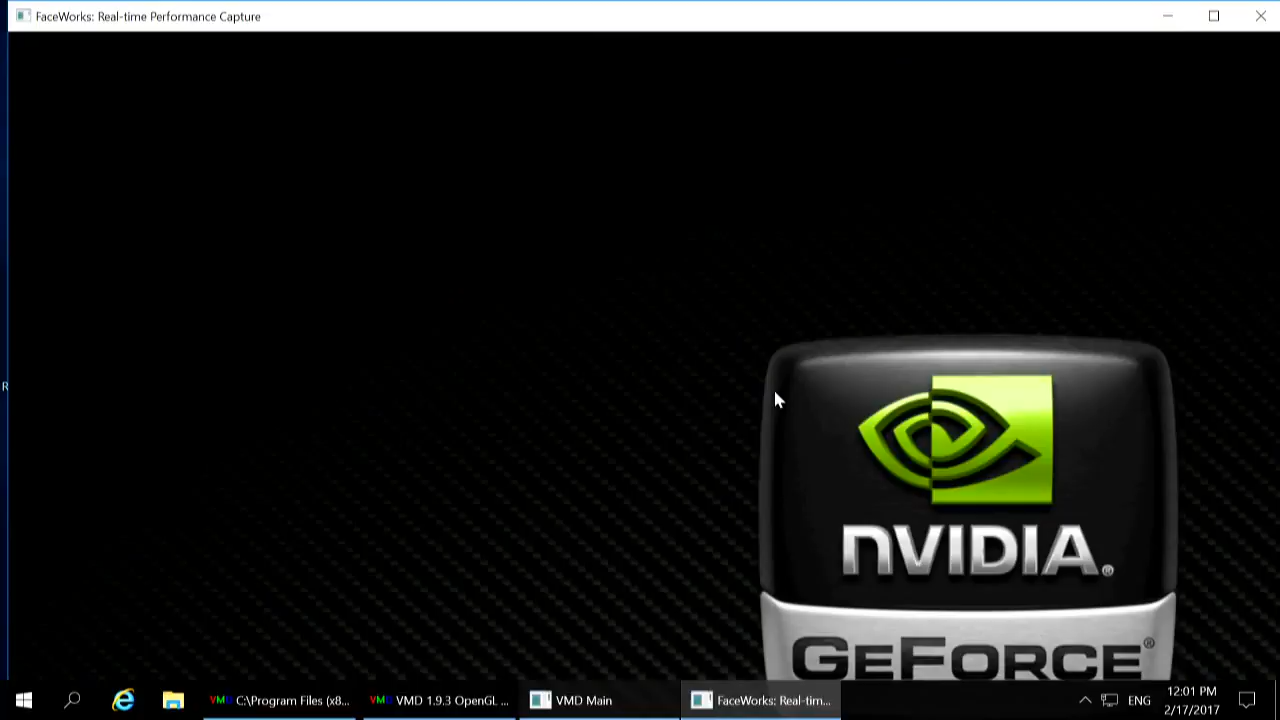 FaceWorks: Real-time Performance Capture
R
NVIDIA®
GEFORCE®
C:\Program Files (x8...
VMD 1.9.3 OpenGL ...
VMD Main
FaceWorks: Real-tim...
ENG
12:01 PM
2/17/2017